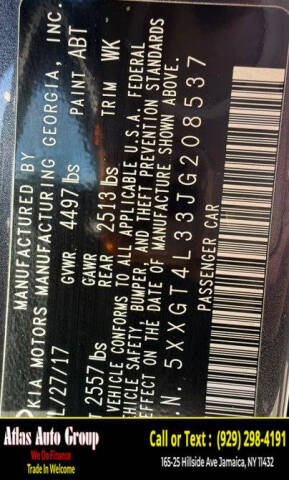 MANUFACTURED BY
KIA MOTORS MANUFACTURING GEORGIA, INC.
/27/17 GVWR 4497 lbs PAINT ABT
T 2557 lbs GAWR REAR 2513 lbs TRIM WK
VEHICLE CONFORMS TO ALL APPLICABLE U.S.A. FEDERAL
VEHICLE SAFETY, BUMPER, AND THEFT PREVENTION STANDARDS
EFFECT ON THE DATE OF MANUFACTURE SHOWN ABOVE.
.N. 5XXGT4L33JG208537
PASSENGER CAR
Atlas Auto Group
We Do Finance
Trade In Welcome
Call or Text : (929) 298-4191
165-25 Hillside Ave Jamaica, NY 11432